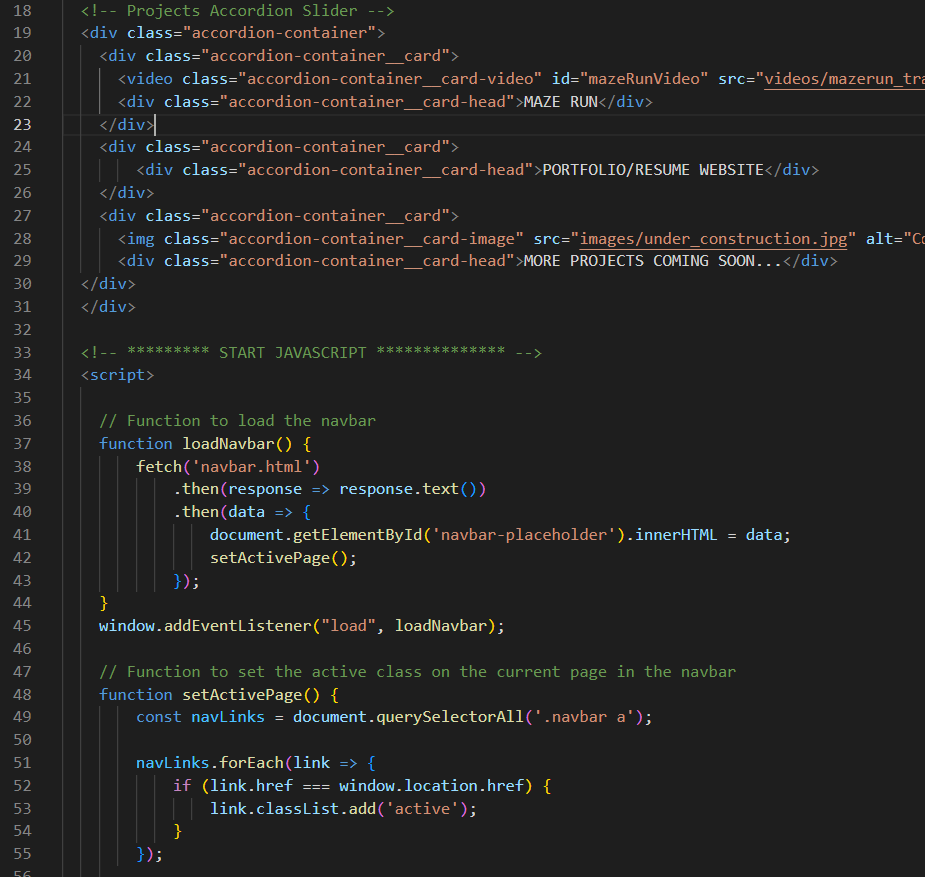 18 <!-- Projects Accordion Slider -->
19 <div class="accordion-container">
20 <div class="accordion-container__card">
21 <video class="accordion-container__card-video" id="mazeRunVideo" src="videos/mazerun_tra
22 <div class="accordion-container__card-head">MAZE RUN</div>
23 </div>
24 <div class="accordion-container__card">
25 <div class="accordion-container__card-head">PORTFOLIO/RESUME WEBSITE</div>
26 </div>
27 <div class="accordion-container__card">
28 <img class="accordion-container__card-image" src="images/under_construction.jpg" alt="Co
29 <div class="accordion-container__card-head">MORE PROJECTS COMING SOON...</div>
30 </div>
31 </div>
32
33 <!-- ********* START JAVASCRIPT ************** -->
34 <script>
35
36 // Function to load the navbar
37 function loadNavbar() {
38 fetch('navbar.html')
39 .then(response => response.text())
40 .then(data => {
41 document.getElementById('navbar-placeholder').innerHTML = data;
42 setActivePage();
43 });
44 }
45 window.addEventListener("load", loadNavbar);
46
47 // Function to set the active class on the current page in the navbar
48 function setActivePage() {
49 const navLinks = document.querySelectorAll('.navbar a');
50
51 navLinks.forEach(link => {
52 if (link.href === window.location.href) {
53 link.classList.add('active');
54 }
55 });
56